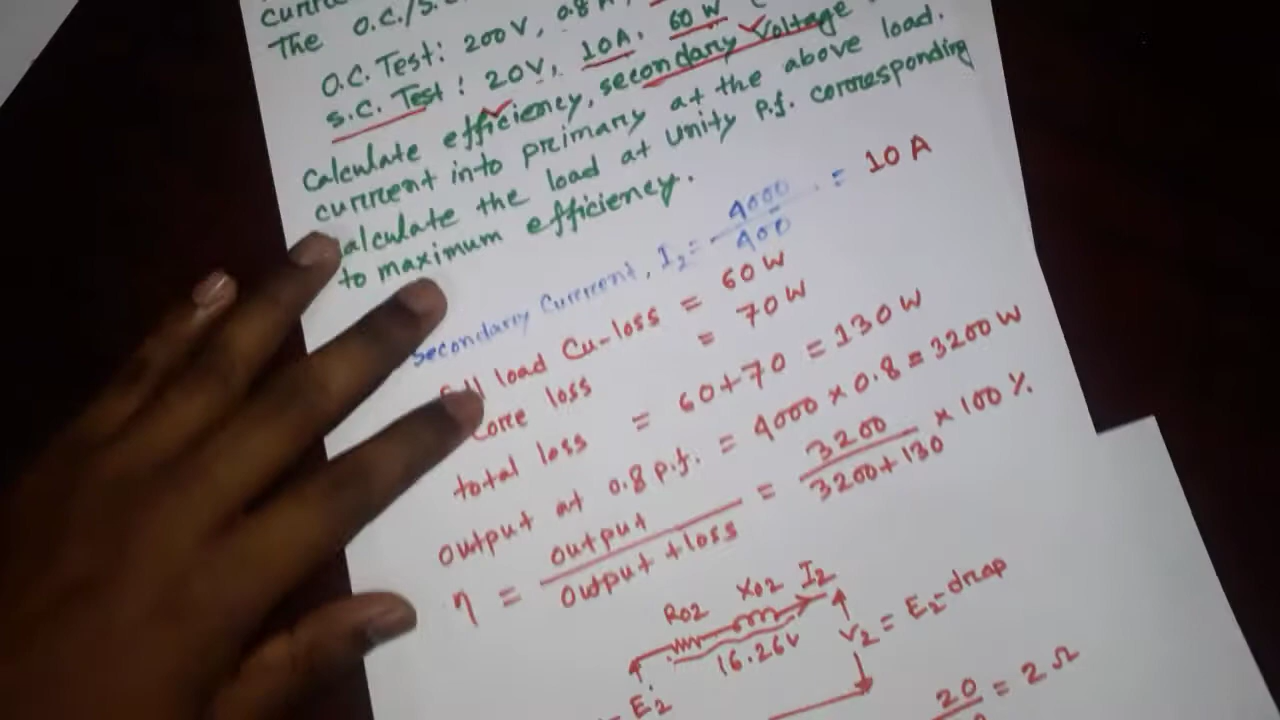 The O.C./S.C.
O.C. Test: 200V, 0.8A,
S.C. Test: 20V, 10A, 60 W
Calculate efficiency, secondary voltage
current into primary at the above load.
alculate the load at unity p.f. corresponding
to maximum efficiency.
Secondary Current, I₂ = 4000/400 = 10 A
load Cu-loss = 60 W
Core loss = 70 W
total loss = 60+70 = 130 W
output at 0.8 p.f. = 4000 × 0.8 = 3200 W
η = output/output + loss = 3200/3200+130 × 100 %
R02 X02 I₂
16.26V
E₂
V₂ = E₂-drop
20 = 2 Ω